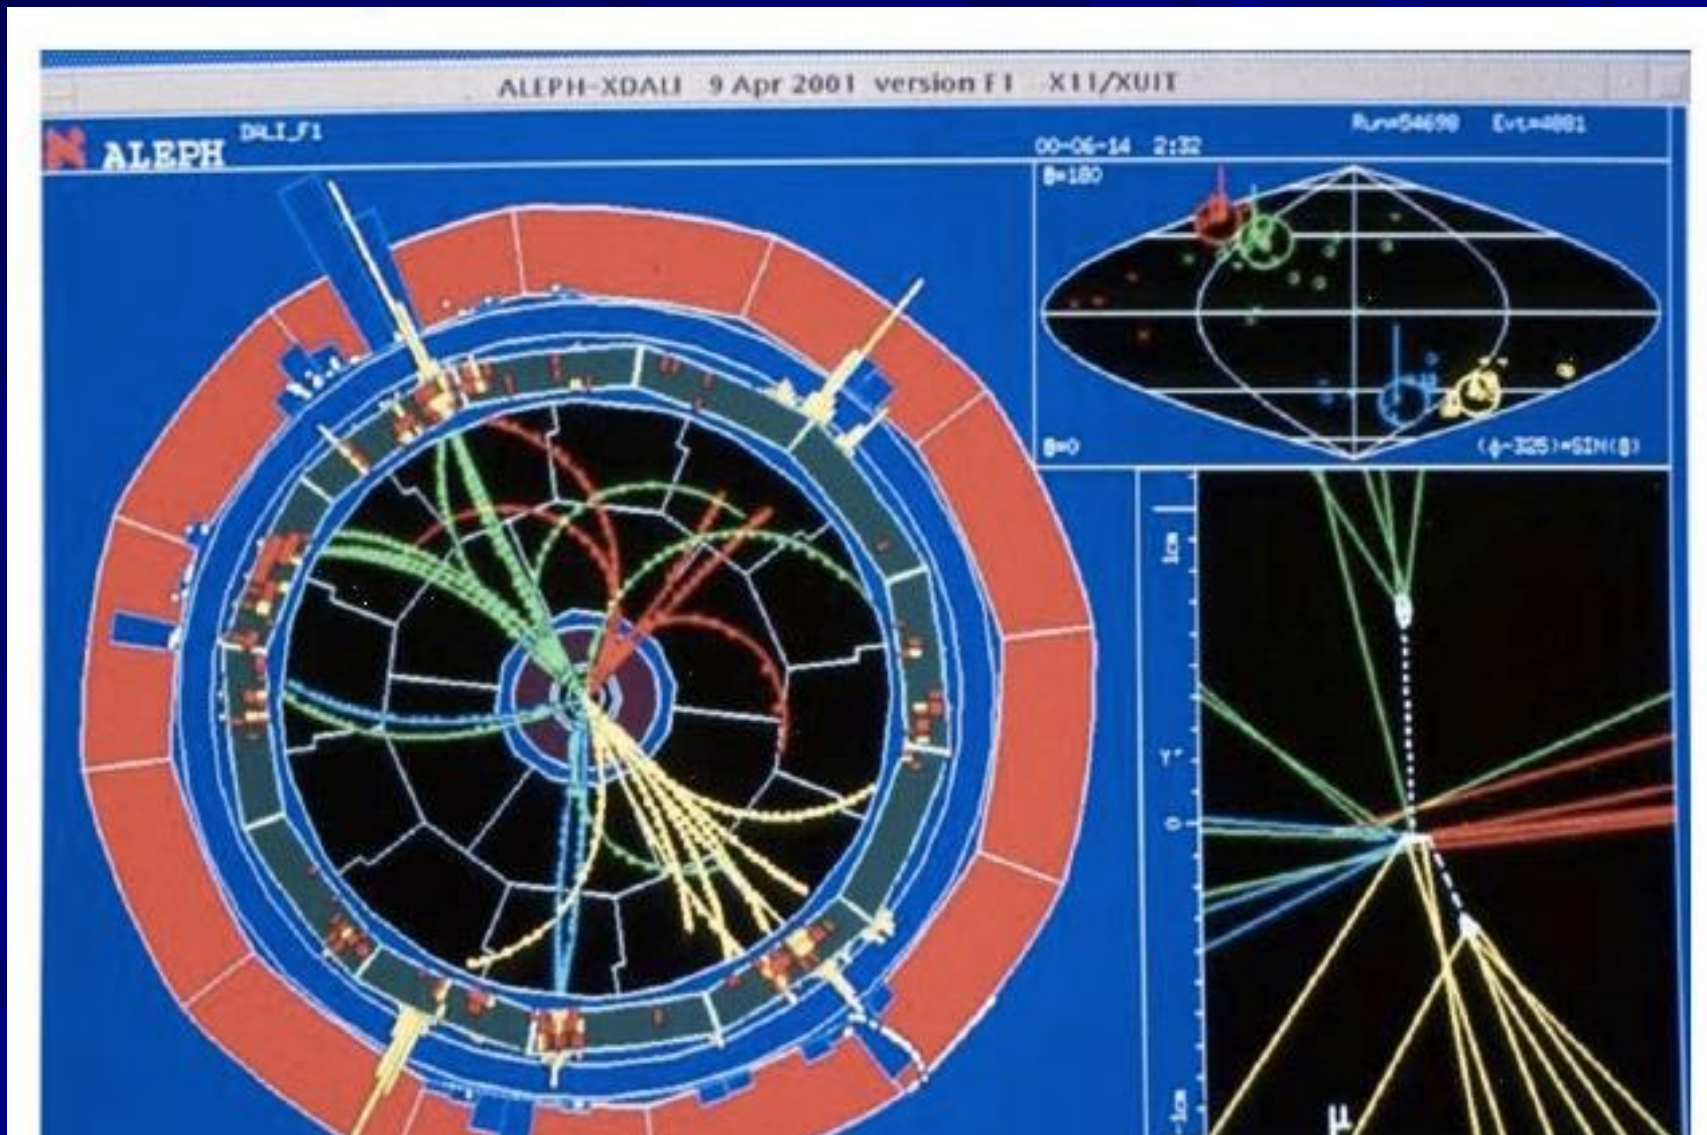 ALEPH-XDALI 9 Apr 2001 version F1 X11/XUIT
ALEPH
DALI_F1
00-06-14 2:32
Run=54698 Evt=4881
θ=180
θ=0
(φ-325)*SIN(θ)
1cm
Y"
0
-1cm
μ